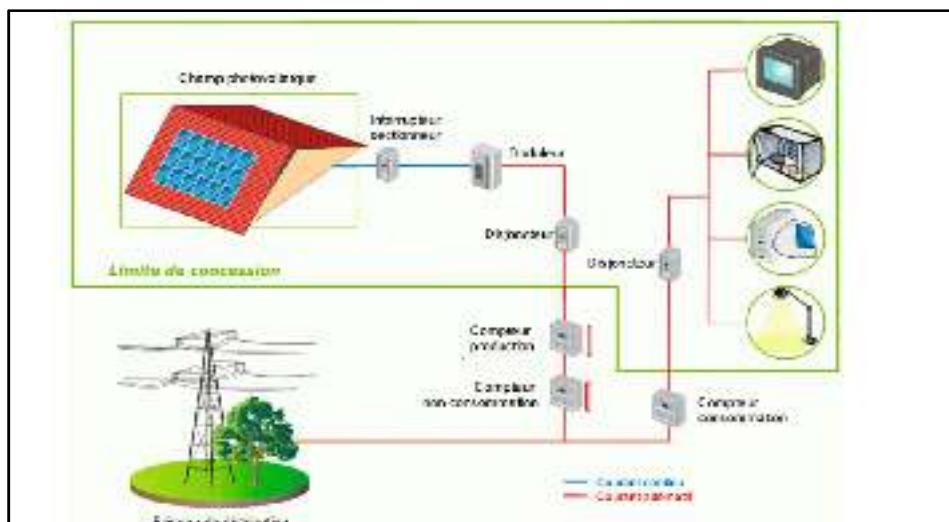 Champ photovoltaïque
Interrupteur
sectionneur
Onduleur
Disjoncteur
Disjoncteur
Limite de concession
Compteur
production
Compteur
non-consommation
Compteur
consommation
Courant continu
Courant alternatif